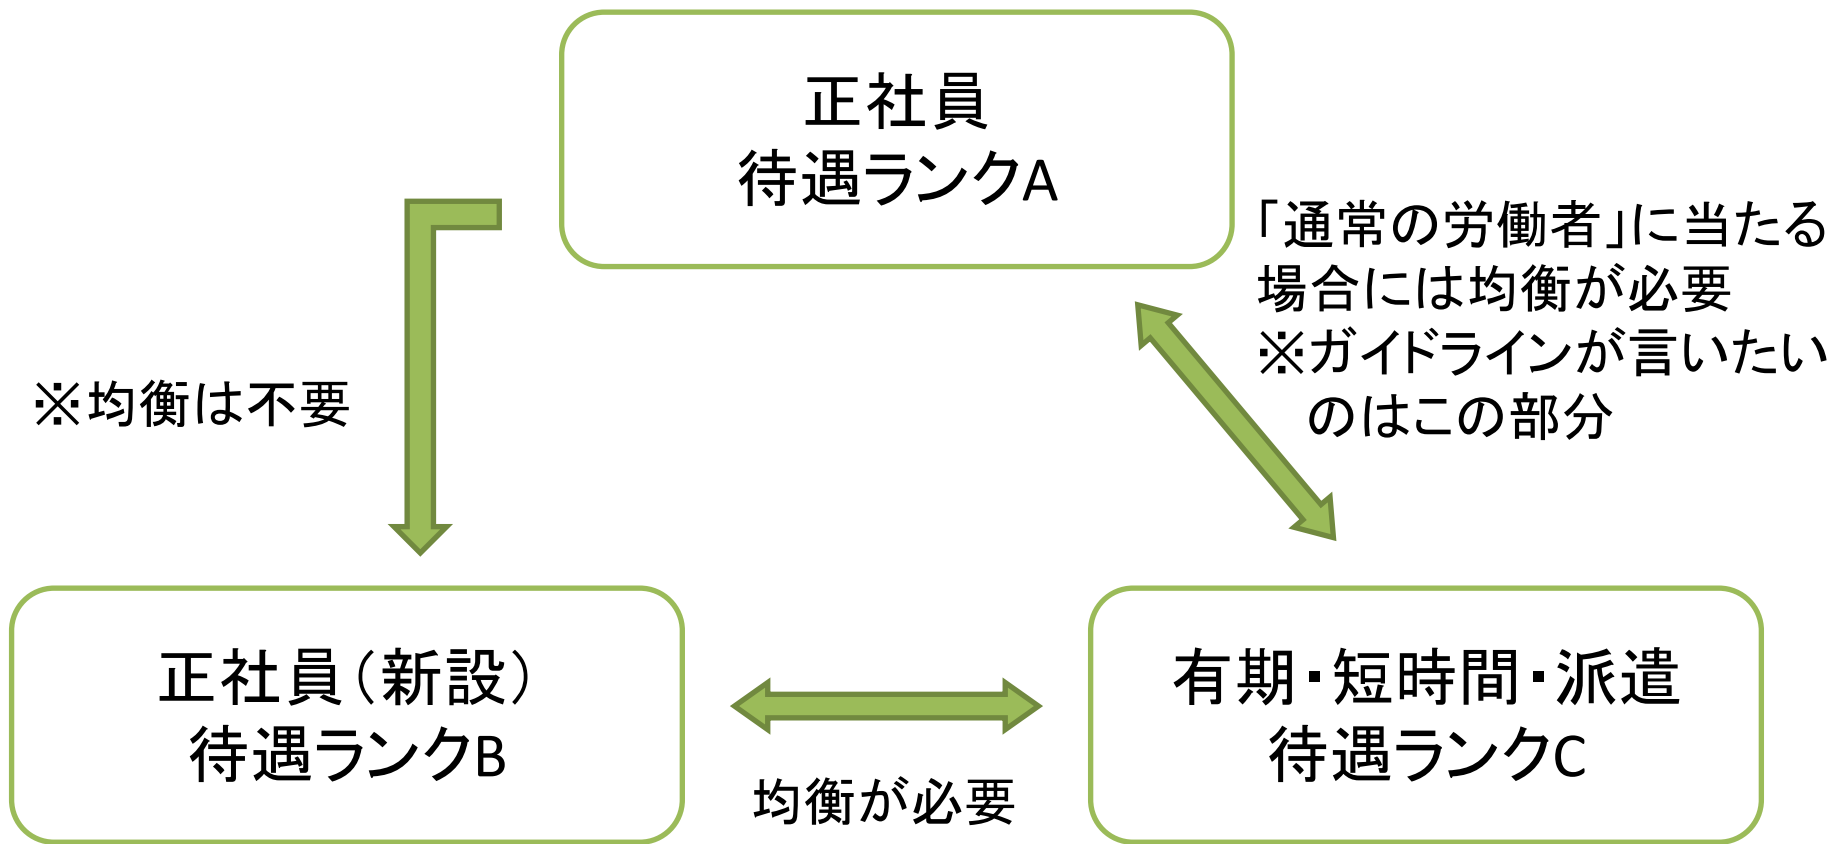 正社員
待遇ランクA
「通常の労働者」に当たる
場合には均衡が必要
※ガイドラインが言いたい
のはこの部分
※均衡は不要
正社員（新設）
待遇ランクB
均衡が必要
有期・短時間・派遣
待遇ランクC